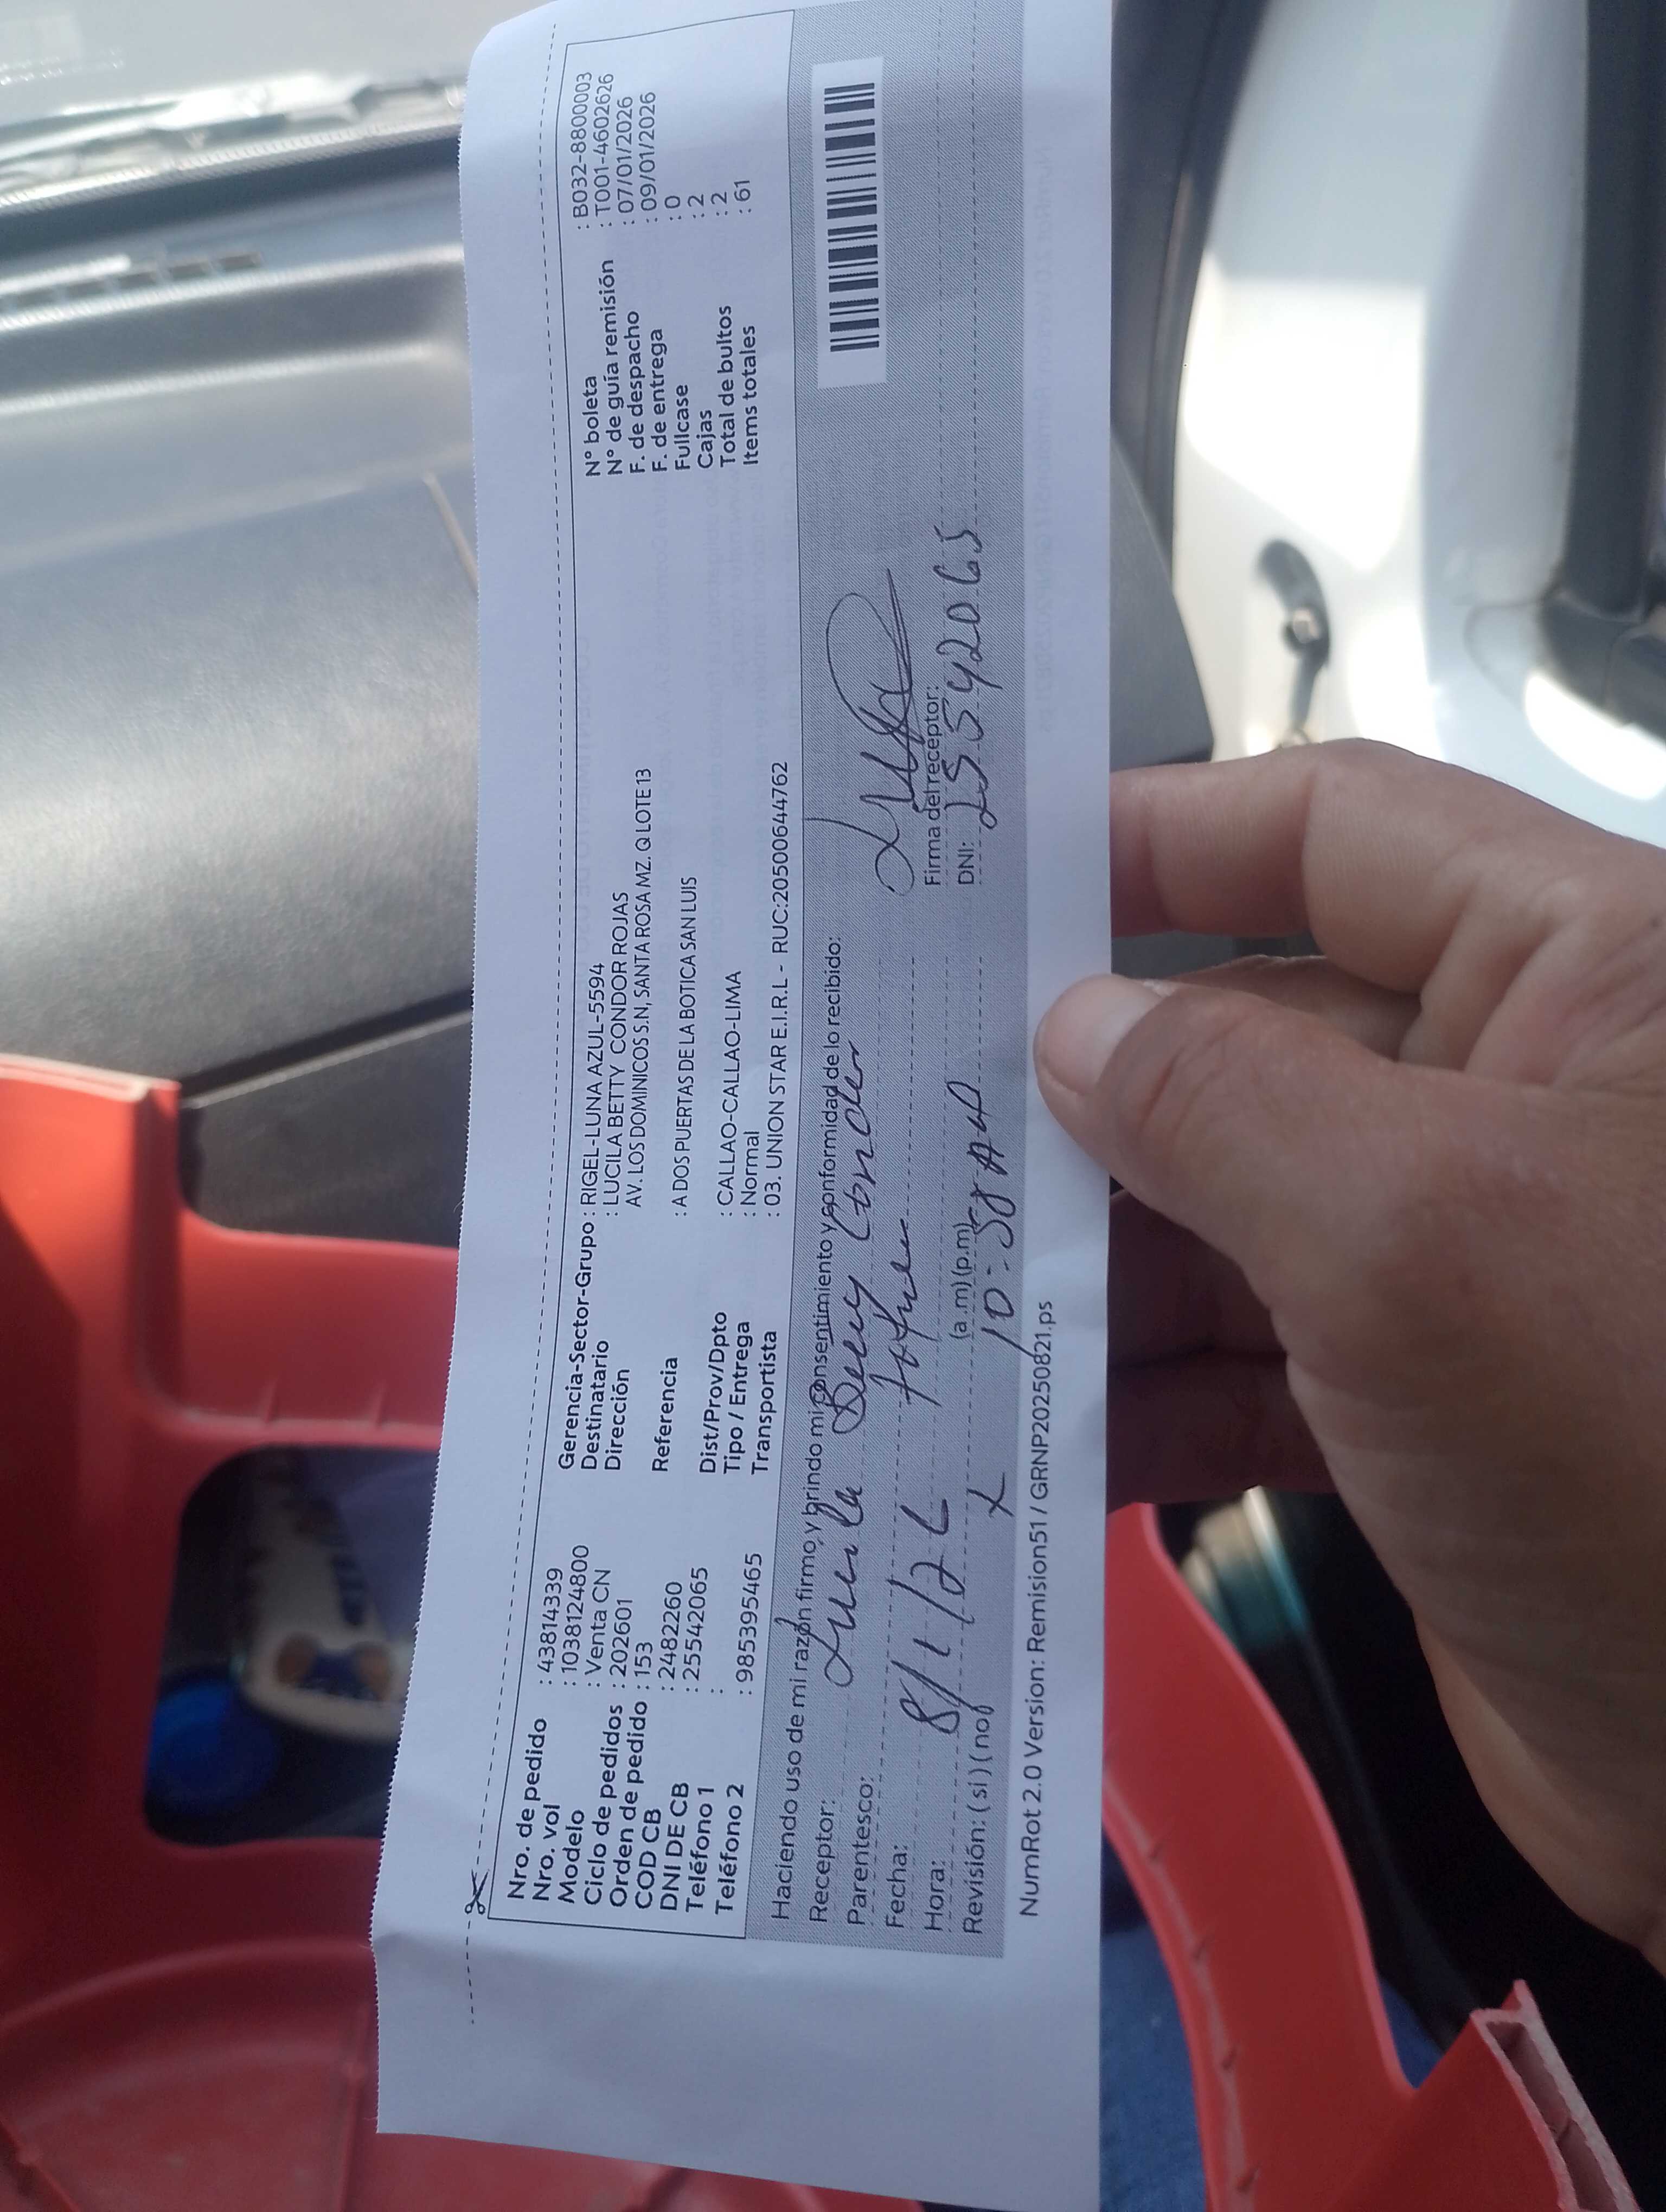 Nro. de pedido : 43814339
Nro. vol : 1038124800
Modelo : Venta CN
Ciclo de pedidos : 202601
Orden de pedido : 153
COD CB : 2482260
DNI DE CB : 25542065
Teléfono 1 :
Teléfono 2 : 985395465
Gerencia-Sector-Grupo : RIGEL-LUNA AZUL-5594
Destinatario : LUCILA BETTY CONDOR ROJAS
Dirección AV. LOS DOMINICOS S.N, SANTA ROSA MZ. Q LOTE 13
Referencia : A DOS PUERTAS DE LA BOTICA SAN LUIS
Dist/Prov/Dpto : CALLAO-CALLAO-LIMA
Tipo / Entrega : Normal
Transportista : 03. UNION STAR E.I.R.L - RUC:20500644762
N° boleta : B032-8800003
N° de guía remisión : T001-4602626
F. de despacho : 07/01/2026
F. de entrega : 09/01/2026
Fullcase : 0
Cajas : 2
Total de bultos : 2
Items totales : 61
Haciendo uso de mi razón firmo, y brindo mi consentimiento y conformidad de lo recibido:
Receptor: Lucila Betty Condor
Parentesco:
Fecha: 8/1/26
Hora: (a.m) (p.m)
Revisión: ( si ) ( no ) X 10:58 AM
Firma del receptor:
DNI: 25542065
NumRot 2.0 Version: Remision51 / GRNP20250821.ps